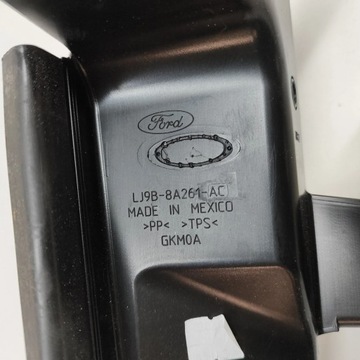 Ford
LJ9B-8A261-AC
MADE IN MEXICO
>PP< >TPS<
GKM0A